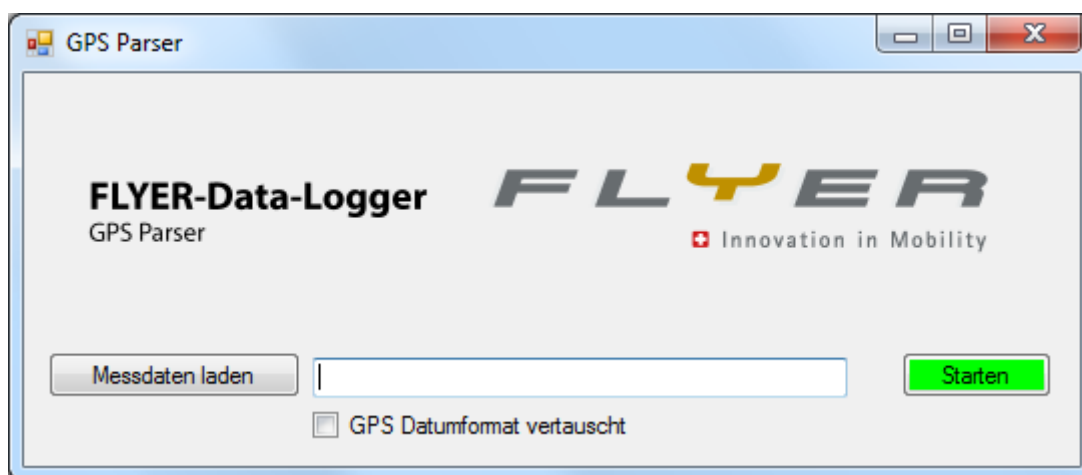 GPS Parser
FLYER-Data-Logger
GPS Parser
FLYER
Innovation in Mobility
Messdaten laden
Starten
GPS Datumformat vertauscht